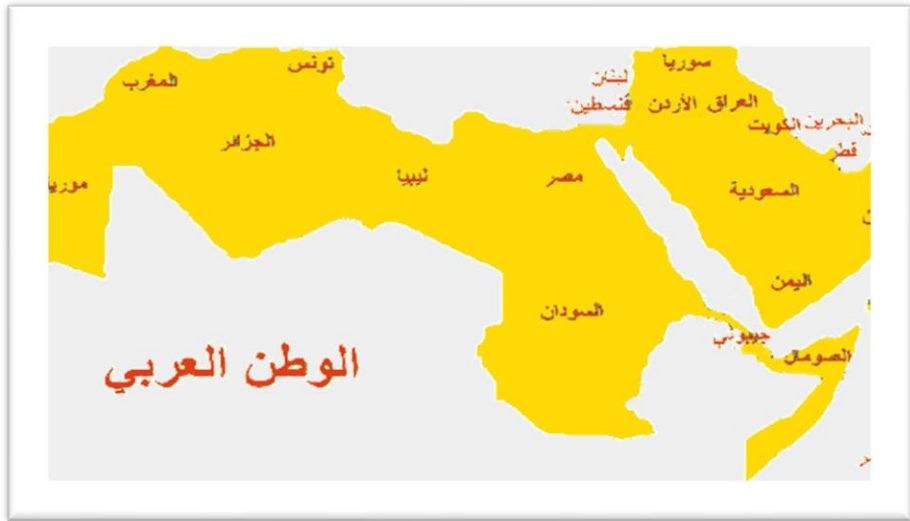 سوريا
تونس
لبنان
المغرب
العراق
الأردن
فلسطين
البحرين
الكويت
الجزائر
قطر
مصر
ليبيا
موريـ
السعودية
اليمن
السودان
جيبوتي
الصومال
الوطن العربي